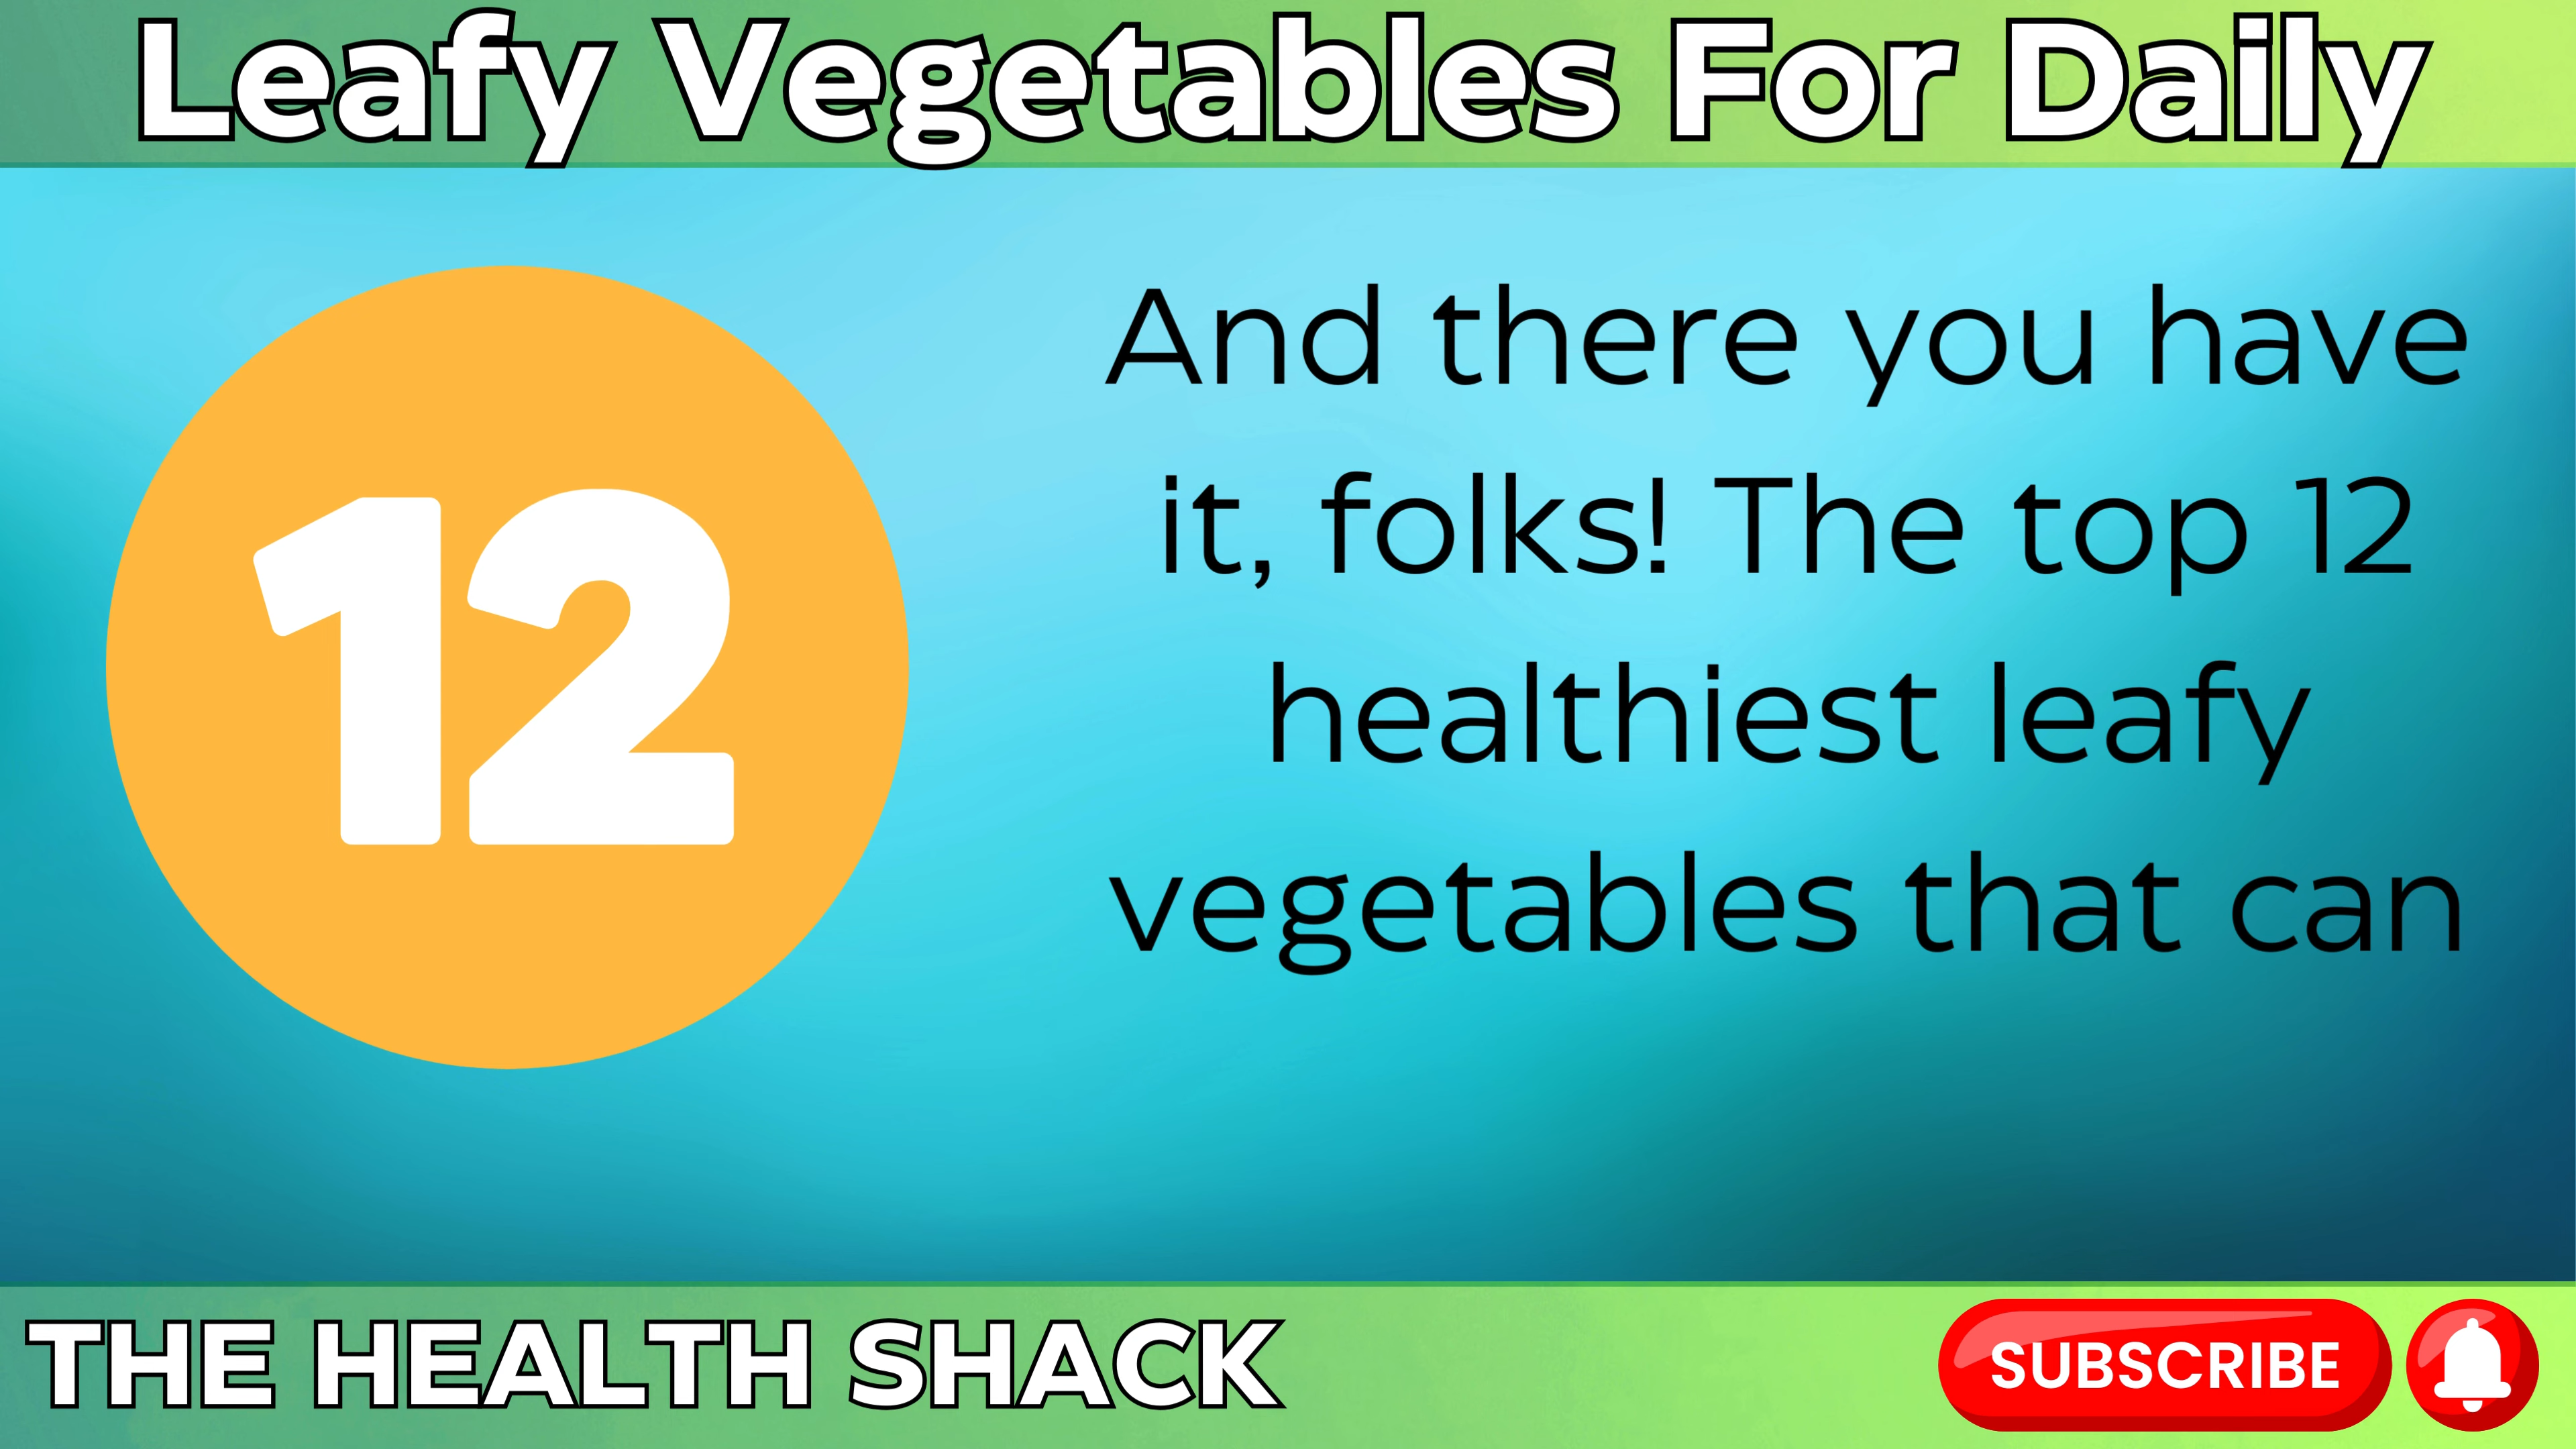 Leafy Vegetables For Daily
12
And there you have
it, folks! The top 12
healthiest leafy
vegetables that can
THE HEALTH SHACK
SUBSCRIBE